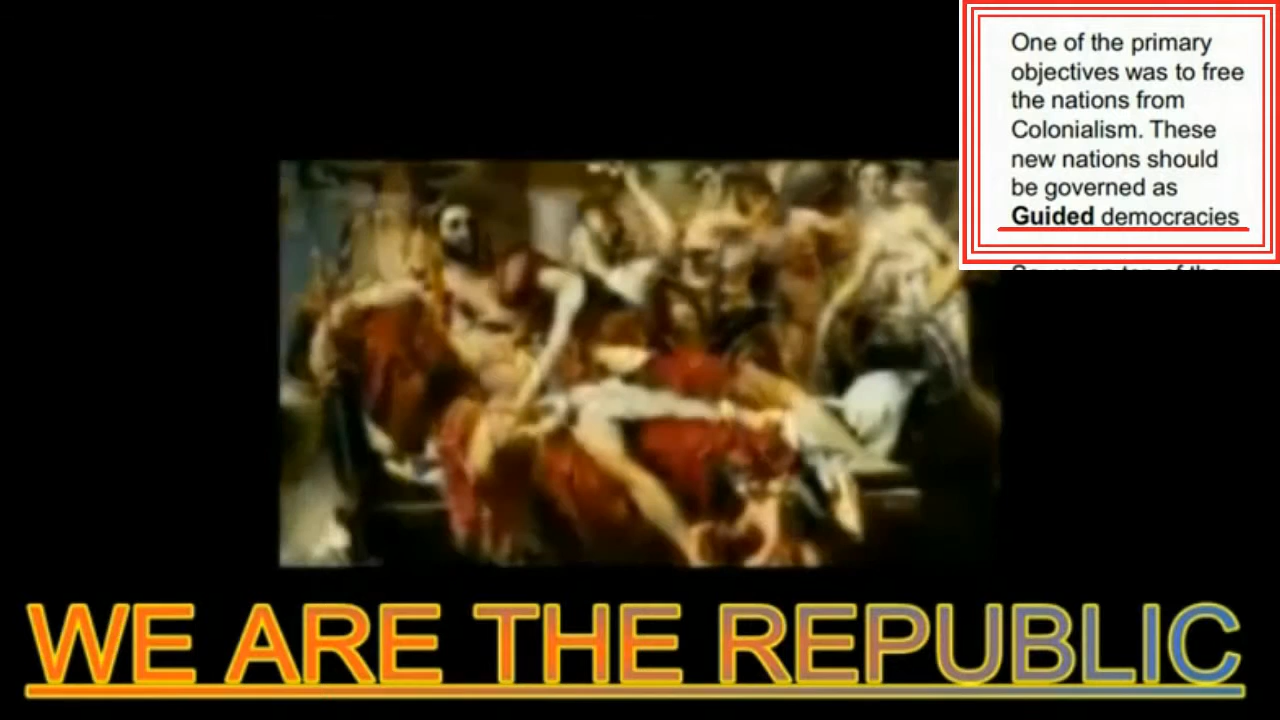 One of the primary
objectives was to free
the nations from
Colonialism. These
new nations should
be governed as
Guided democracies
WE ARE THE REPUBLIC